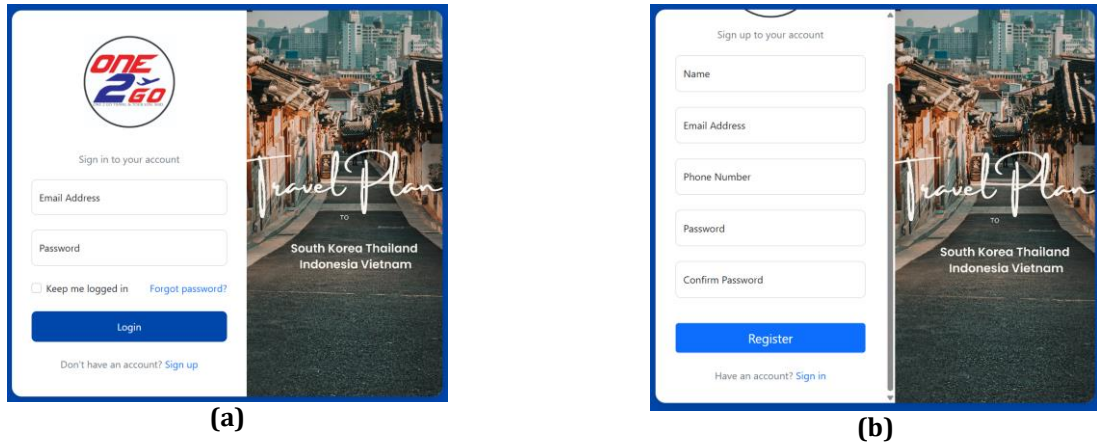 ONE
2
GO
Sign in to your account
Email Address
Password
Keep me logged in Forgot password?
Login
Don't have an account? Sign up
Travel Plan
TO
South Korea Thailand
Indonesia Vietnam
(a)
Sign up to your account
Name
Email Address
Phone Number
Password
Confirm Password
Register
Have an account? Sign in
Travel Plan
TO
South Korea Thailand
Indonesia Vietnam
(b)